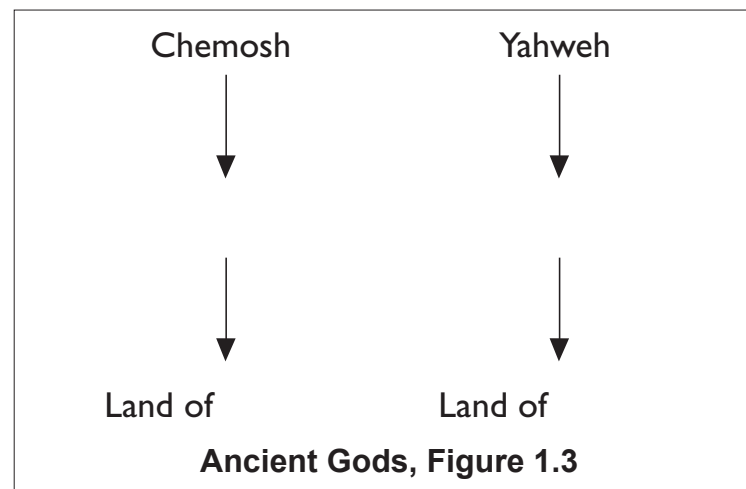 Chemosh Yahweh
Land of Land of
Ancient Gods, Figure 1.3